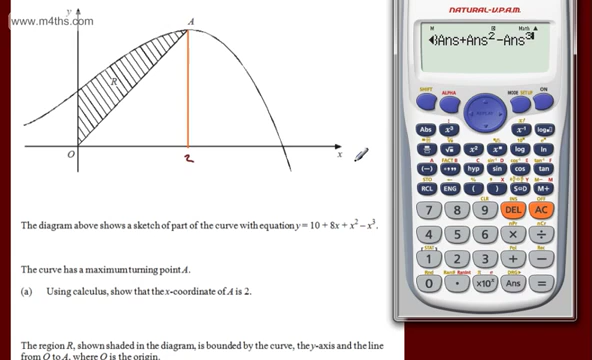 NATURAL-V.P.A.M.
www.m4ths.com
y
A
Ans+Ans²−Ans³
R
SHIFT
ALPHA
MODE SETUP
ON
Abs x³ x⁻¹ log
√ x² log ln
(−) hyp sin cos tan
RCL ENG ( ) S⇔D M+
O
2
x
7 8 9 DEL AC
4 5 6 × ÷
1 2 3 + −
0 . ×10ˣ Ans =
The diagram above shows a sketch of part of the curve with equation y = 10 + 8x + x² − x³.
The curve has a maximum turning point A.
(a) Using calculus, show that the x-coordinate of A is 2.
The region R, shown shaded in the diagram, is bounded by the curve, the y-axis and the line
from O to A, where O is the origin.